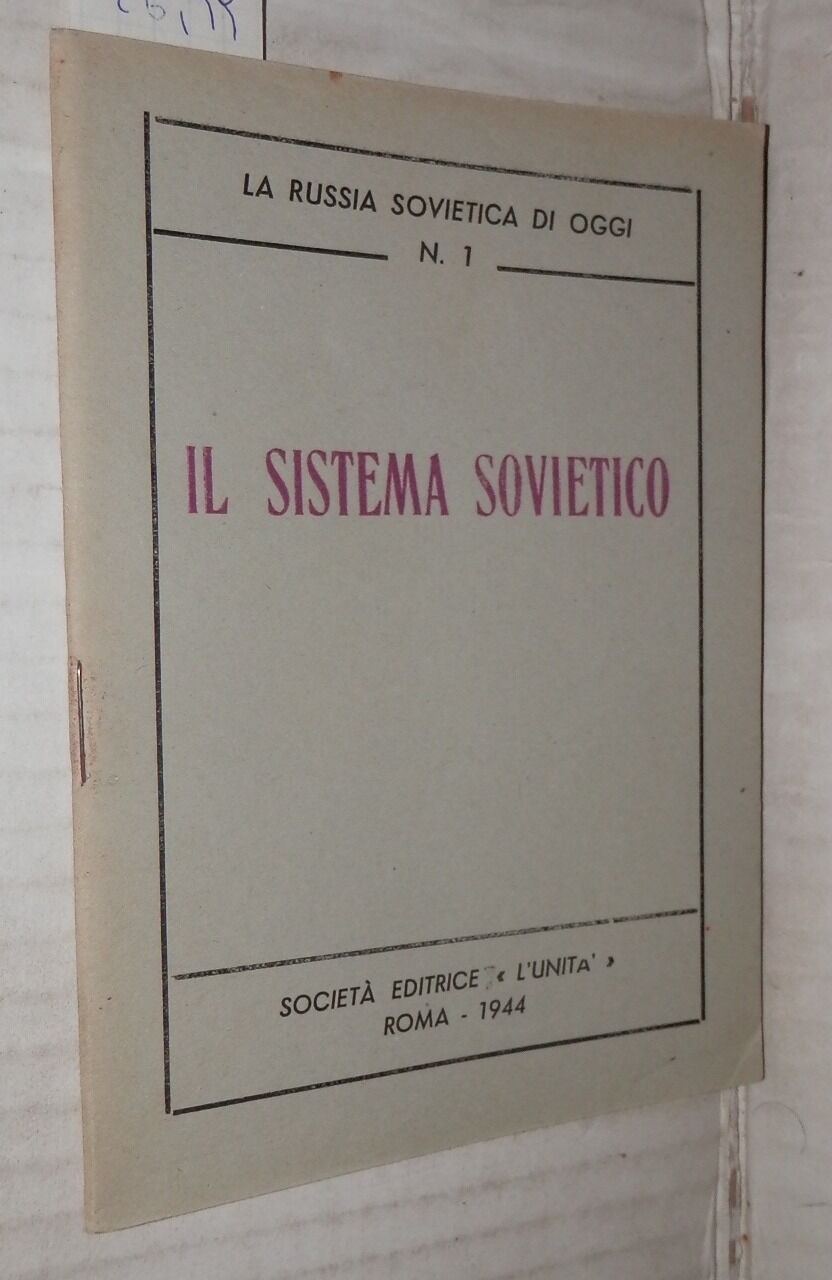 LA RUSSIA SOVIETICA DI OGGI
N. 1
IL SISTEMA SOVIETICO
SOCIETÀ EDITRICE « L'UNITA' »
ROMA - 1944